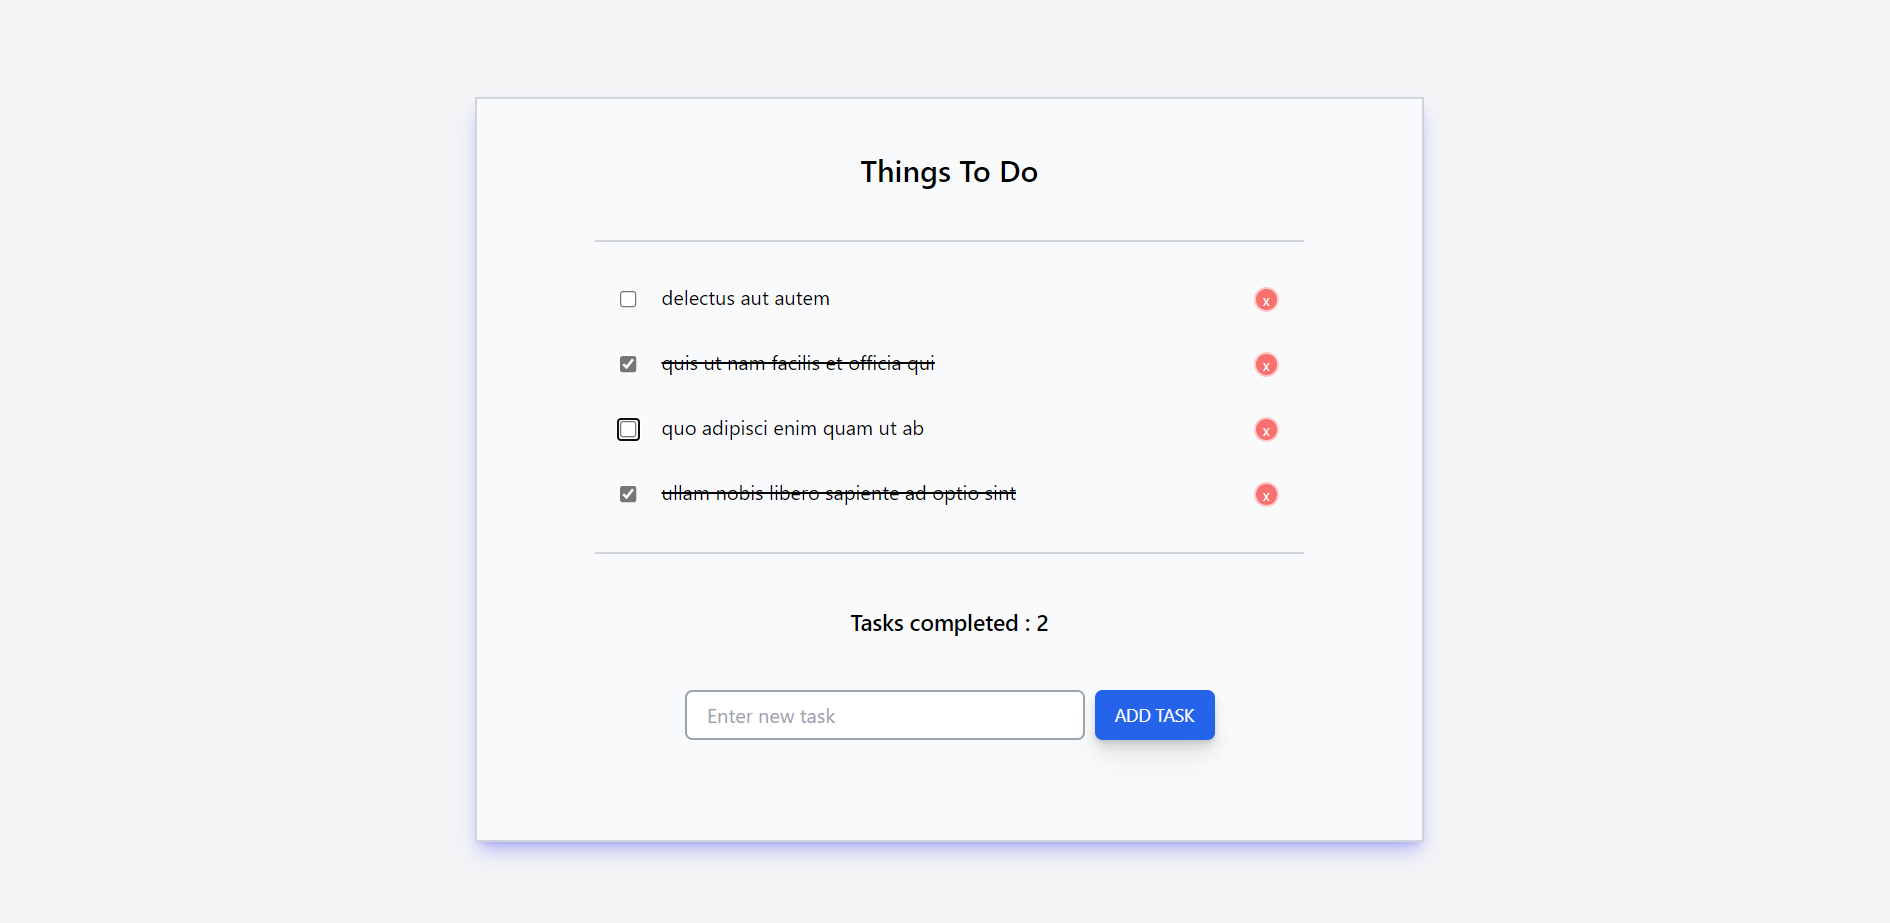 Things To Do
delectus aut autem x
quis ut nam facilis et officia qui x
quo adipisci enim quam ut ab x
ullam nobis libero sapiente ad optio sint x
Tasks completed : 2
Enter new task ADD TASK